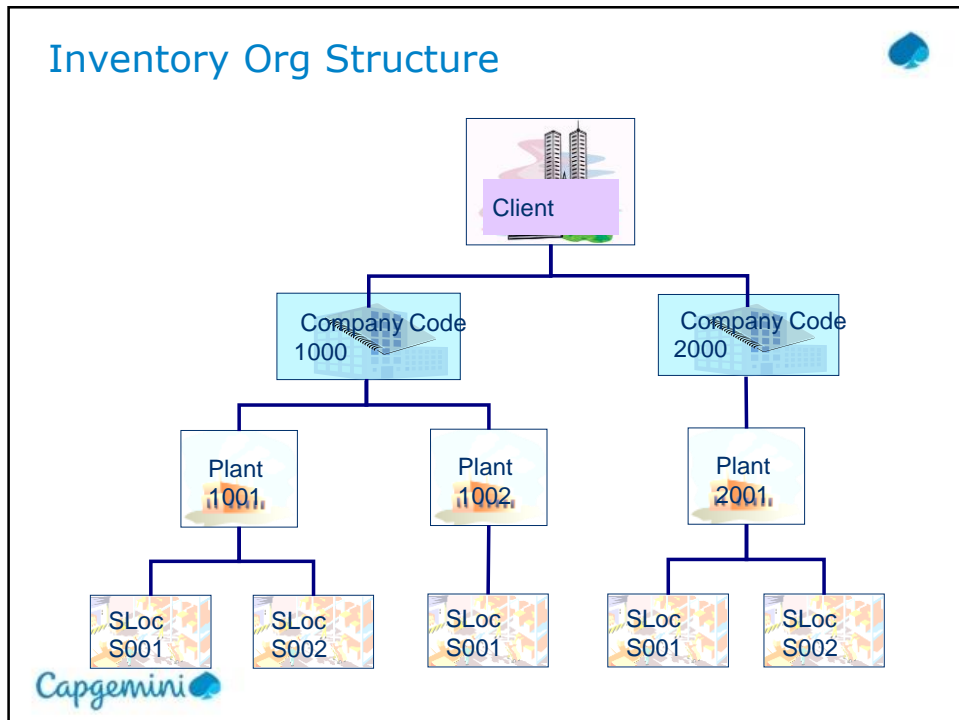 Inventory Org Structure
Client
Company Code
1000
Company Code
2000
Plant
1001
Plant
1002
Plant
2001
SLoc
S001
SLoc
S002
SLoc
S001
SLoc
S001
SLoc
S002
Capgemini